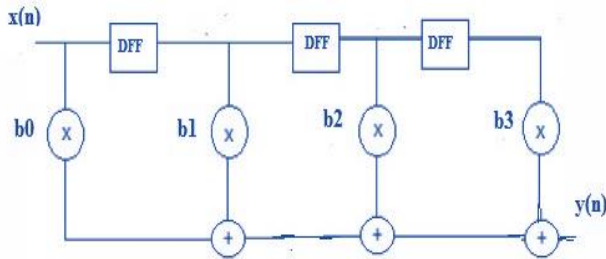 x(n)
DFF
DFF
DFF
b0
x
b1
x
b2
x
b3
x
y(n)
+
+
+